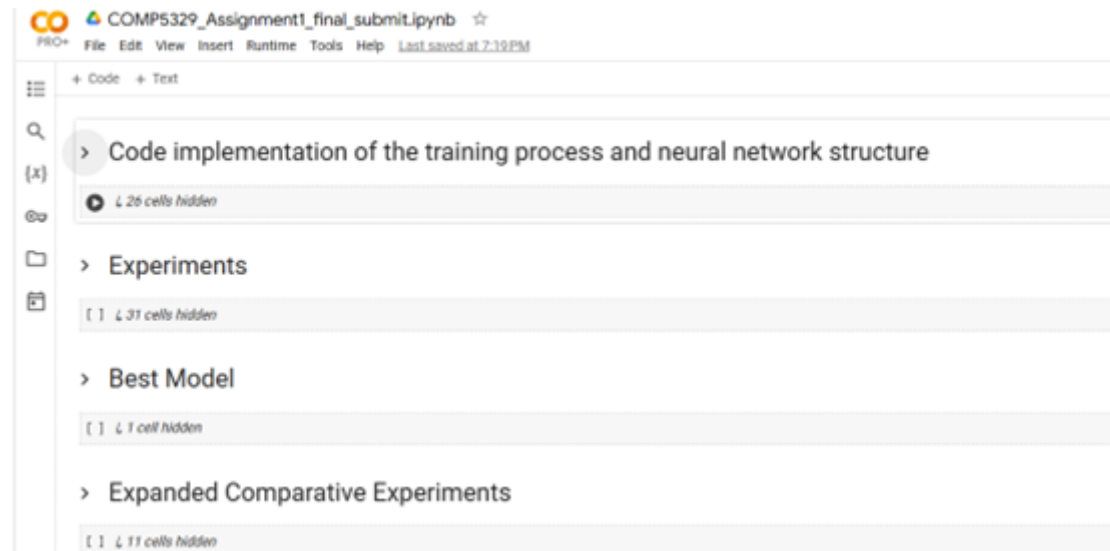 CO COMP5329_Assignment1_final_submit.ipynb
PRO+ File Edit View Insert Runtime Tools Help Last saved at 7:19 PM
+ Code + Text
Code implementation of the training process and neural network structure
{x}
↳ 26 cells hidden
Experiments
[ ] ↳ 31 cells hidden
Best Model
[ ] ↳ 1 cell hidden
Expanded Comparative Experiments
[ ] ↳ 11 cells hidden